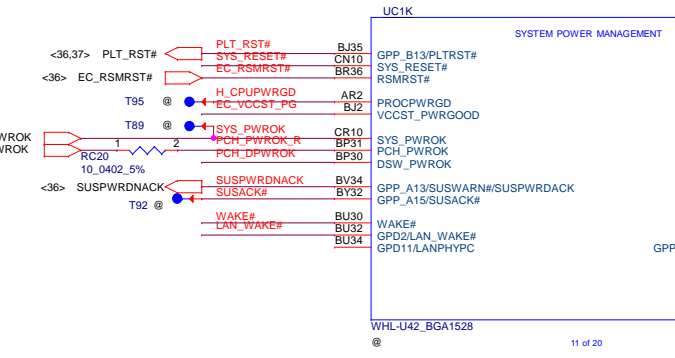 UC1K
SYSTEM POWER MANAGEMENT
<36,37> PLT_RST# PLT_RST# BJ35 GPP_B13/PLTRST#
SYS_RESET# CN10 SYS_RESET#
<36> EC_RSMRST# EC_RSMRST# BR36 RSMRST#
T95 @ H_CPUPWRGD AR2 PROCPWRGD
EC_VCCST_PG BJ2 VCCST_PWRGOOD
T89 @
WROK SYS_PWROK CR10 SYS_PWROK
WROK 1 2 PCH_PWROK_R BP31 PCH_PWROK
RC20 PCH_DPWROK BP30 DSW_PWROK
10_0402_5%
<36> SUSPWRDNACK SUSPWRDNACK BV34 GPP_A13/SUSWARN#/SUSPWRDACK
T92 @ SUSACK# BY32 GPP_A15/SUSACK#
WAKE# BU30 WAKE#
LAN_WAKE# BU32 GPD2/LAN_WAKE#
BU34 GPD11/LANPHYPC GPP
WHL-U42_BGA1528
@ 11 of 20